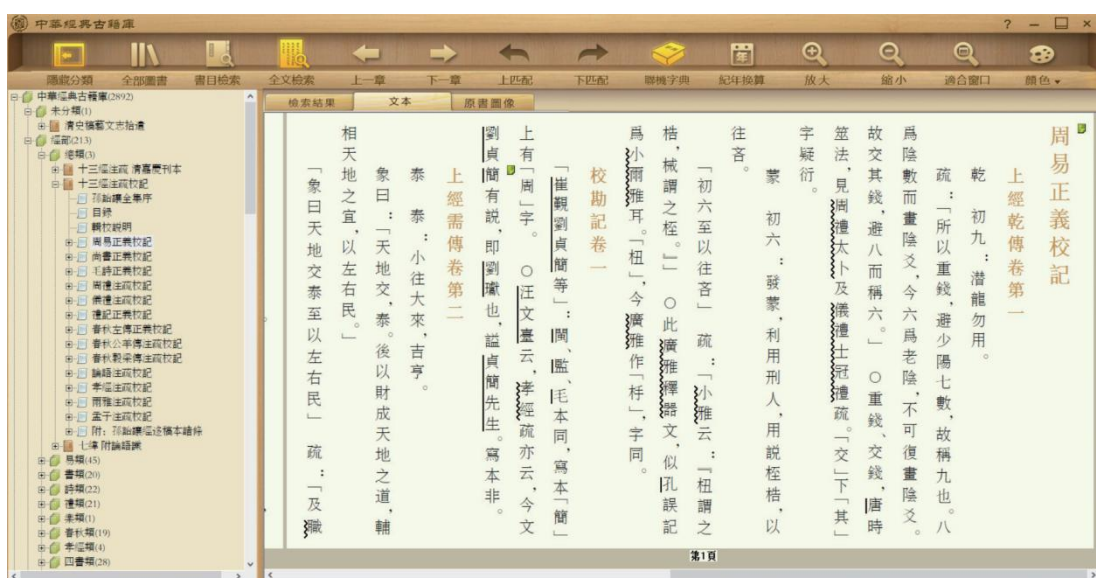 中華經典古籍庫
? — □ ×
隱藏分類 全部圖書 書目檢索 全文檢索 上一章 下一章 上匹配 下匹配 聯機字典 紀年換算 放大 縮小 適合窗口 顏色
中華經典古籍庫(2892)
未分類(1)
清史稿藝文志拾遺
經部(213)
總類(3)
十三經注疏 清嘉慶刊本
十三經注疏校記
孫詒讓全集序
目録
輯校説明
周易正義校記
尚書正義校記
毛詩正義校記
周禮注疏校記
儀禮注疏校記
禮記正義校記
春秋左傳正義校記
春秋公羊傳注疏校記
春秋穀梁傳注疏校記
論語注疏校記
孝經注疏校記
爾雅注疏校記
孟子注疏校記
附:孫詒讓經迻稿本諸條
七緯 附論語讖
易類(45)
書類(20)
詩類(22)
禮類(21)
樂類(1)
春秋類(19)
孝經類(4)
四書類(28)
檢索結果 文本 原書圖像
周易正義校記
上經乾傳卷第一
乾 初九:潛龍勿用。
疏:「所以重錢,避少陽七數,故稱九也。八
爲陰數而畫陰爻,今六爲老陰,不可復畫陰爻。
故交其錢,避八而稱六。」 ○重錢、交錢,唐時
筮法,見周禮太卜及儀禮士冠禮疏。「交」下「其」
字疑衍。
蒙 初六:發蒙,利用刑人,用説桎梏,以
往吝。
「初六至以往吝」 疏:「小雅云:『杻謂之
梏,械謂之桎。』」 ○此廣雅釋器文,似孔誤記
爲小爾雅耳。「杻」,今廣雅作「杽」,字同。
校勘記卷一
「崔覲劉貞簡等」:閩、監、毛本同,寫本「簡」
上有「周」字。 ○汪文臺云,孝經疏亦云,今文
劉貞簡有説,即劉瓛也,謚貞簡先生。寫本非。
上經需傳卷第二
泰 泰:小往大來,吉亨。
象曰:「天地交,泰。後以財成天地之道,輔
相天地之宜,以左右民。」
「象曰天地交泰至以左右民」 疏:「及職
第1頁